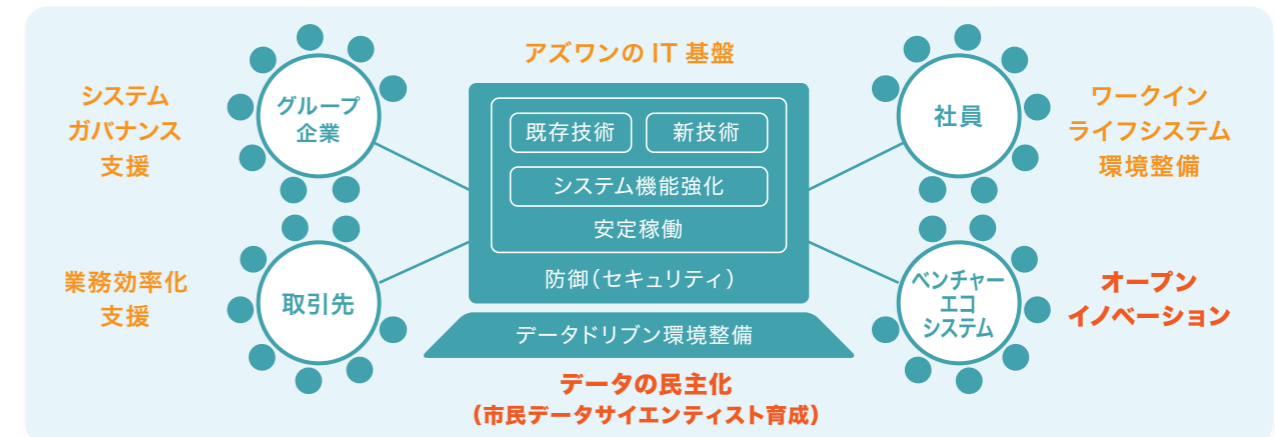 アズワンのIT基盤
システム
ガバナンス
支援
グループ
企業
既存技術
新技術
システム機能強化
安定稼働
防御(セキュリティ)
社員
ワークイン
ライフシステム
環境整備
業務効率化
支援
取引先
データドリブン環境整備
ベンチャー
エコ
システム
オープン
イノベーション
データの民主化
(市民データサイエンティスト育成)